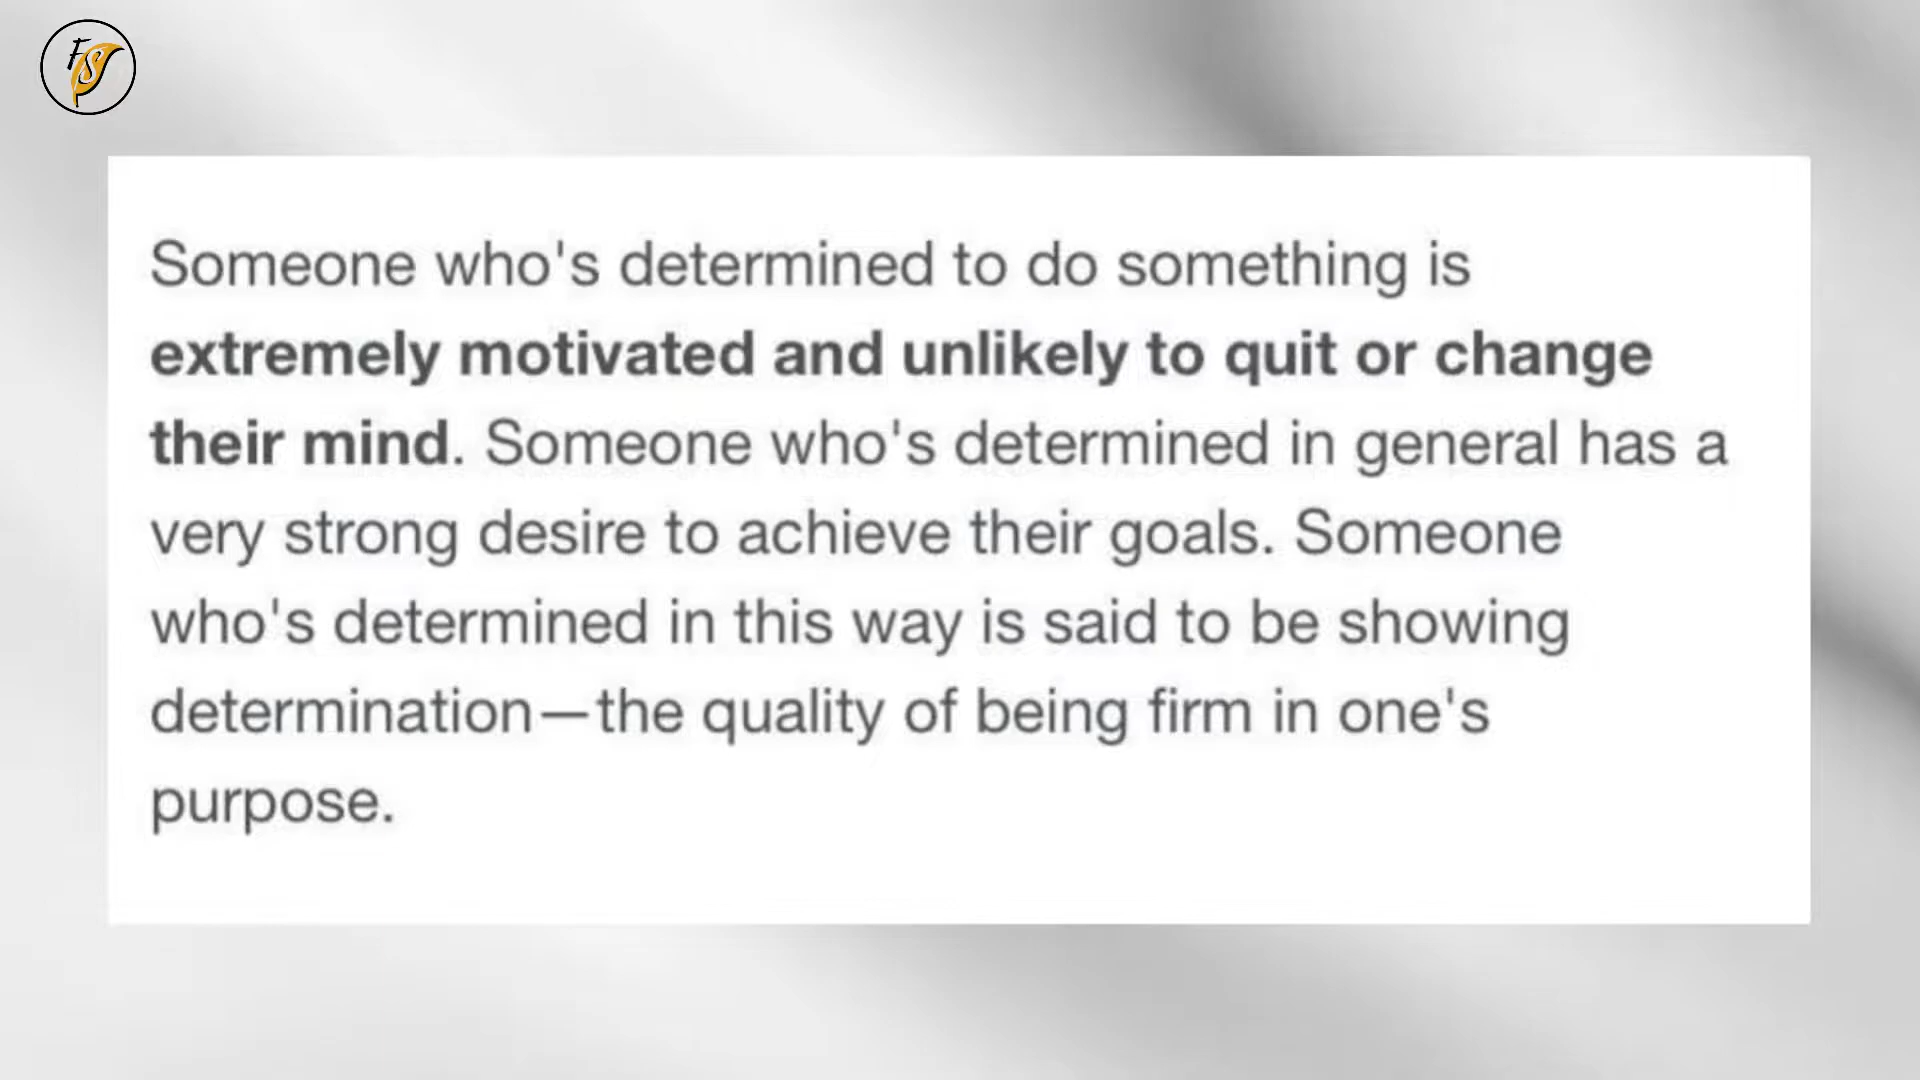 FS
Someone who's determined to do something is
extremely motivated and unlikely to quit or change
their mind. Someone who's determined in general has a
very strong desire to achieve their goals. Someone
who's determined in this way is said to be showing
determination—the quality of being firm in one's
purpose.